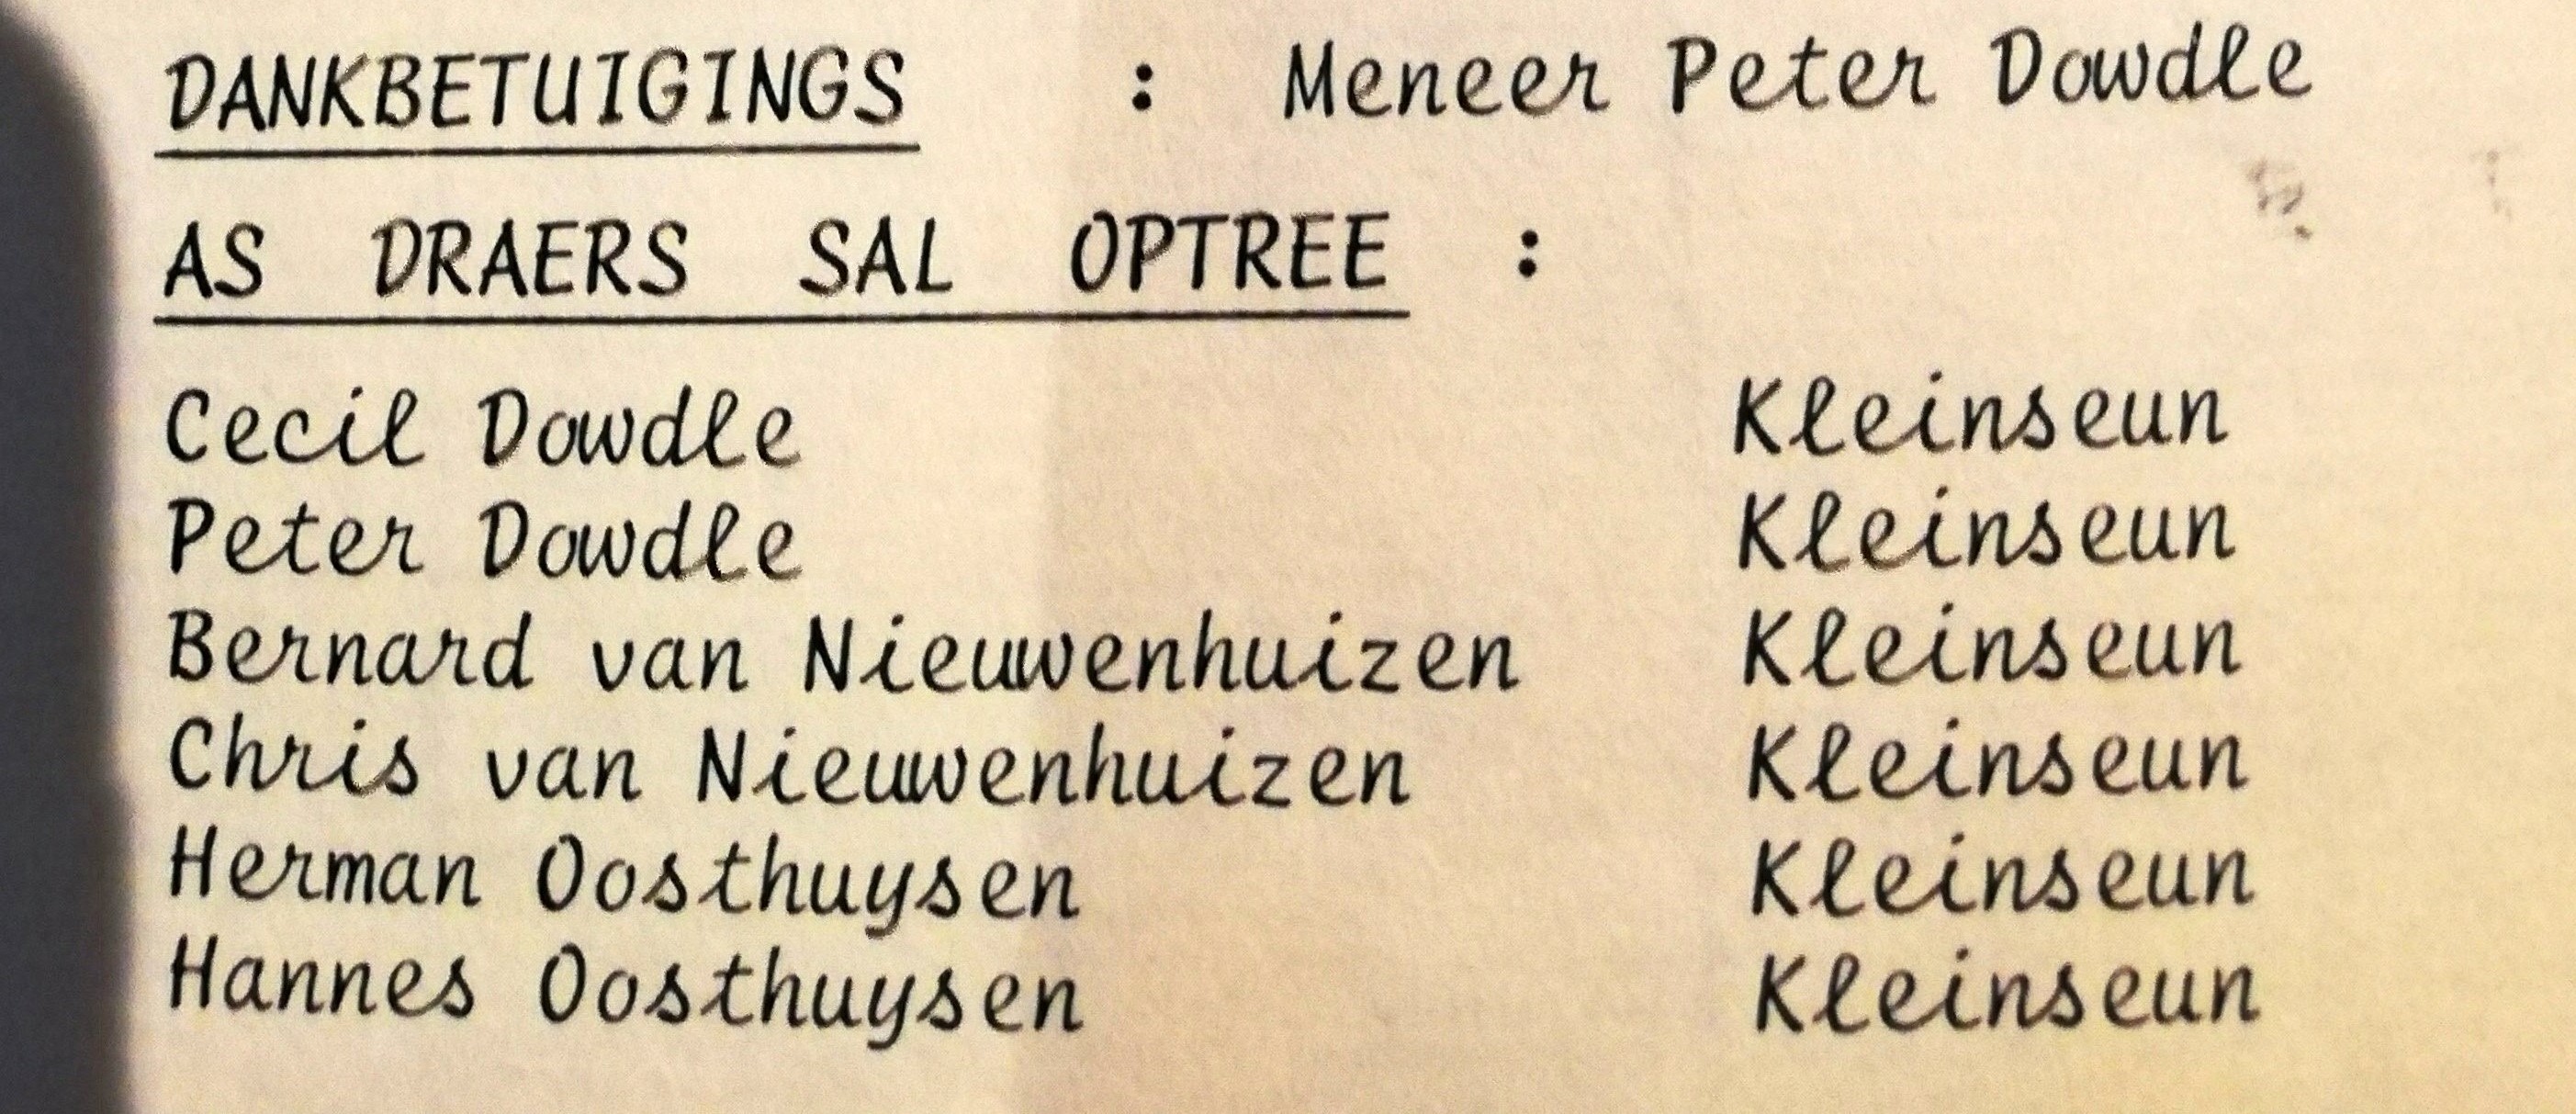 DANKBETUIGINGS : Meneer Peter Dowdle
AS DRAERS SAL OPTREE :
Cecil Dowdle Kleinseun
Peter Dowdle Kleinseun
Bernard van Nieuwenhuizen Kleinseun
Chris van Nieuwenhuizen Kleinseun
Herman Oosthuysen Kleinseun
Hannes Oosthuysen Kleinseun